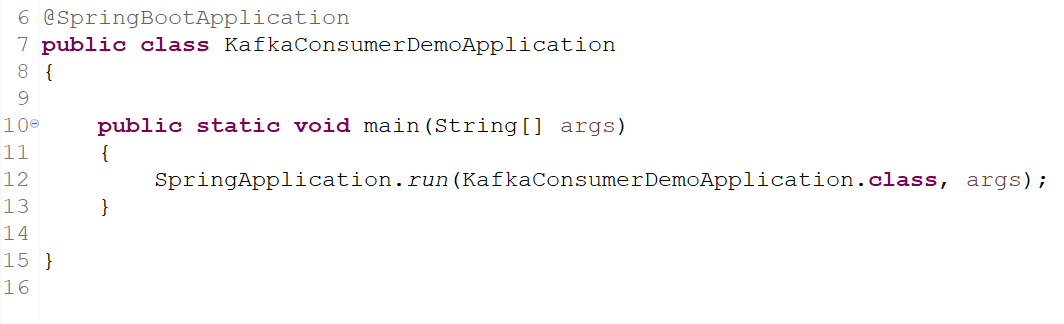 6 @SpringBootApplication
7 public class KafkaConsumerDemoApplication
8 {
9
10 public static void main(String[] args)
11 {
12 SpringApplication.run(KafkaConsumerDemoApplication.class, args);
13 }
14
15 }
16